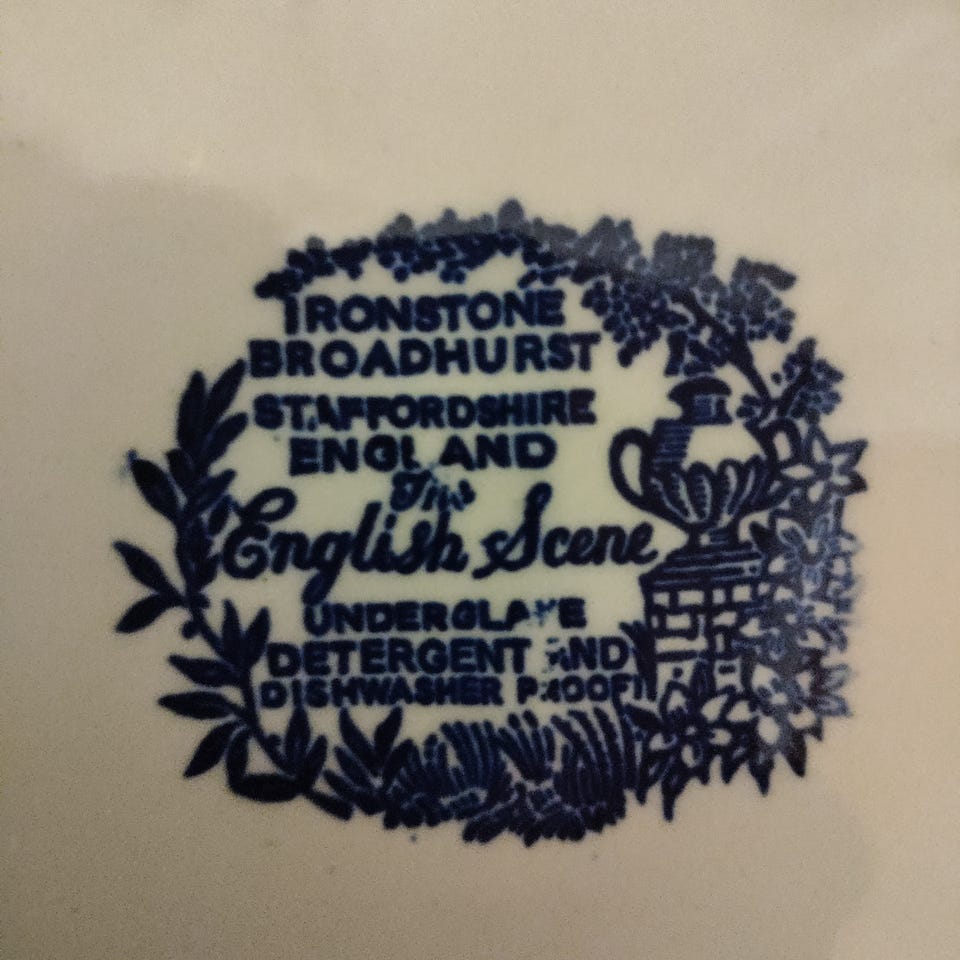 IRONSTONE
BROADHURST
STAFFORDSHIRE
ENGLAND
The
English Scene
UNDERGLAZE
DETERGENT AND
DISHWASHER PROOF